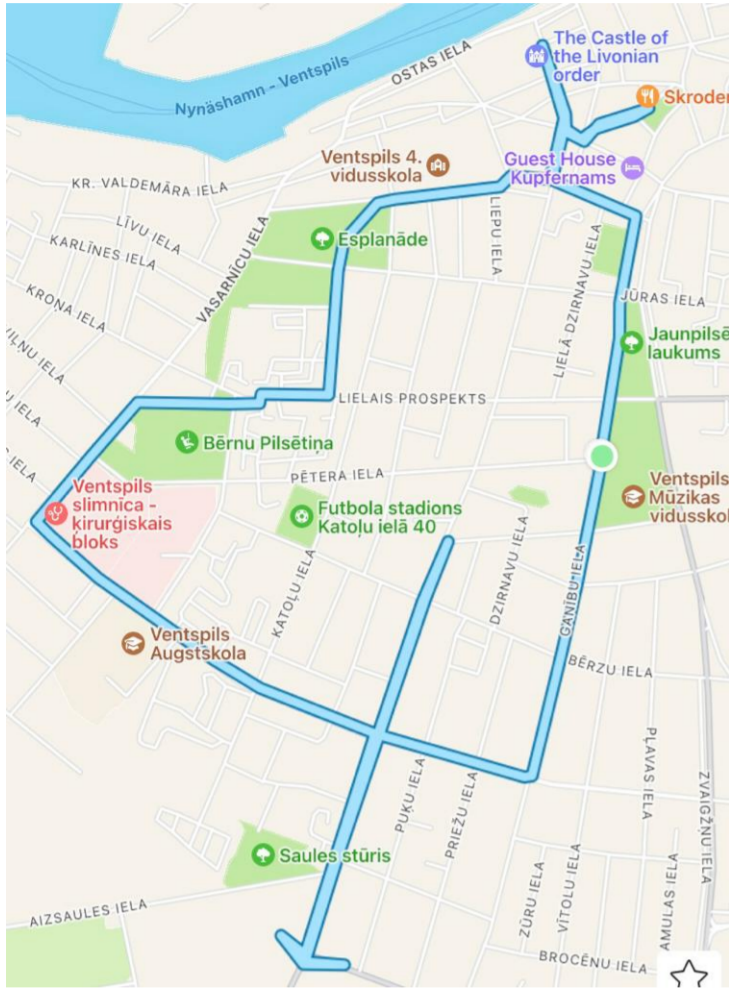 The Castle of
the Livonian
order
OSTAS IELA
Nynäshamn - Ventspils
Skroder
Ventspils 4.
vidusskola
Guest House
Kupfernams
KR. VALDEMĀRA IELA
LIEPU IELA
LĪVU IELA
Esplanāde
KARLĪNES IELA
VASARNĪCU IELA
LIELĀ DZIRNAVU IELA
KROŅA IELA
JŪRAS IELA
Jaunpilsē
laukums
LIELAIS PROSPEKTS
Bērnu Pilsētiņa
PĒTERA IELA
Ventspils
slimnīca -
ķirurģiskais
bloks
Futbola stadions
Katoļu ielā 40
Ventspils
Mūzikas
vidusskol
DZIRNAVU IELA
GANĪBU IELA
KATOĻU IELA
Ventspils
Augstskola
BĒRZU IELA
PUĶU IELA
PRIEŽU IELA
PĻAVAS IELA
ZVAIGŽŅU IELA
Saules stūris
AIZSAULES IELA
ZŪRU IELA
VĪTOLU IELA
AMULAS IELA
BROCĒNU IELA